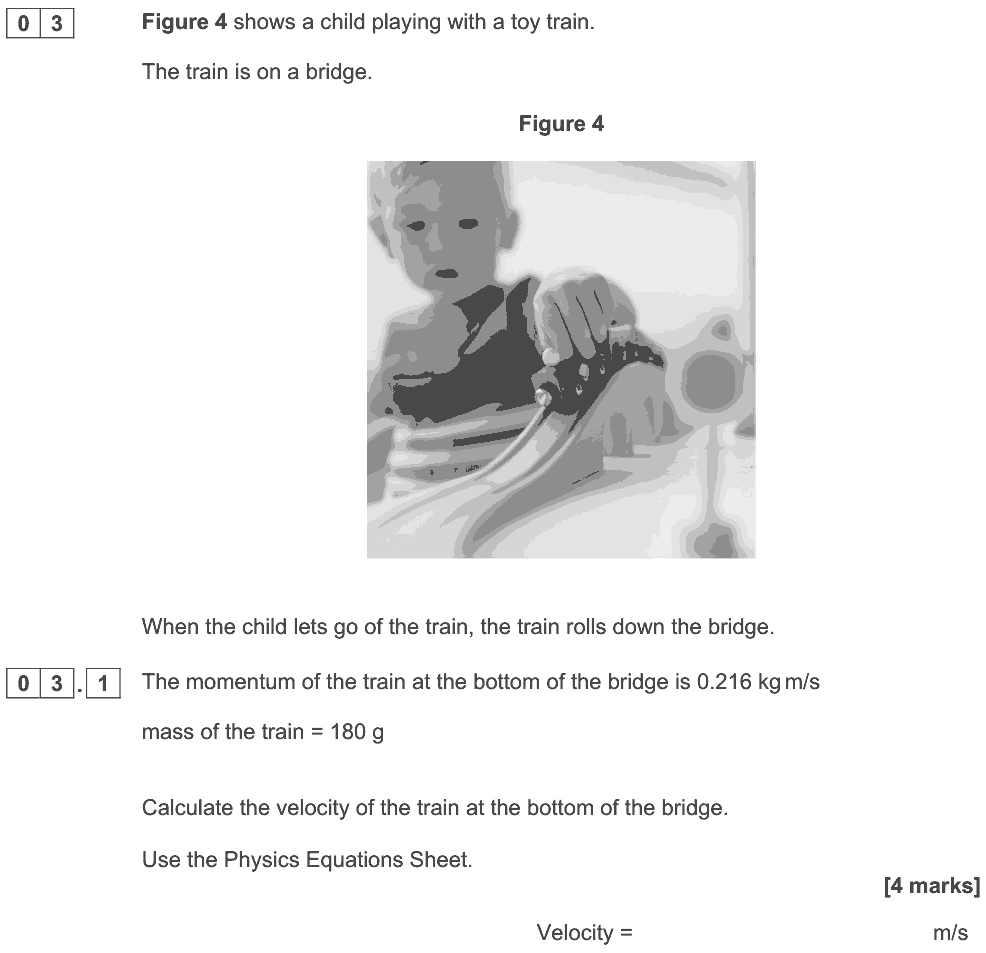 0 3 Figure 4 shows a child playing with a toy train.
The train is on a bridge.
Figure 4
When the child lets go of the train, the train rolls down the bridge.
0 3 . 1 The momentum of the train at the bottom of the bridge is 0.216 kg m/s
mass of the train = 180 g
Calculate the velocity of the train at the bottom of the bridge.
Use the Physics Equations Sheet.
[4 marks]
Velocity = m/s